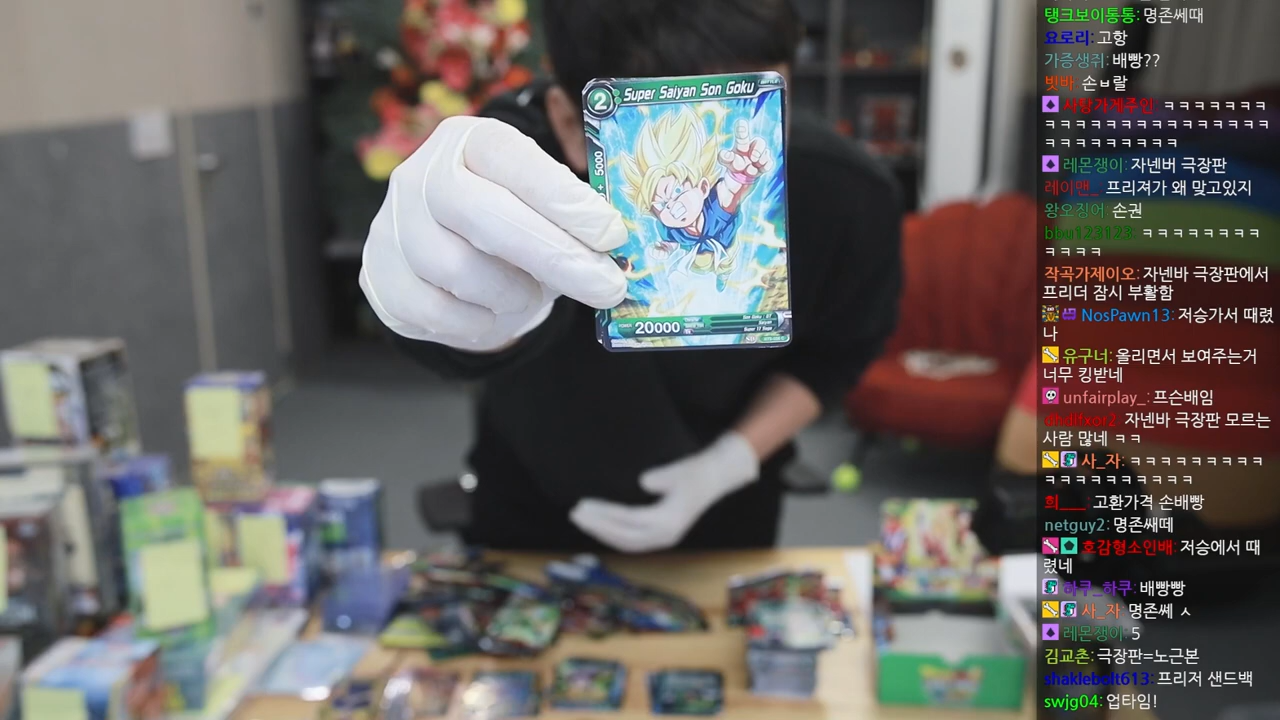 2
Super Saiyan Son Goku
5000
20000
탱크보이통통: 명존쎄때
요로리: 고항
가증생쥐: 배빵??
빗바: 손ㅂ랄
사탕가게주인: ㅋㅋㅋㅋㅋㅋㅋ
ㅋㅋㅋㅋㅋㅋㅋㅋㅋㅋㅋㅋㅋㅋㅋ
ㅋㅋㅋㅋㅋㅋㅋㅋㅋ
레몬쟁이: 자넨버 극장판
레이맨_: 프리져가 왜 맞고있지
왕오징어: 손권
bbu123123: ㅋㅋㅋㅋㅋㅋㅋㅋ
ㅋㅋㅋㅋ
작곡가제이오: 자넨바 극장판에서
프리더 잠시 부활함
NosPawn13: 저승가서 때렸
나
유구너: 올리면서 보여주는거
너무 킹받네
unfairplay_: 프슨배임
자넨바 극장판 모르는
사람 많네 ㅋㅋ
사_자: ㅋㅋㅋㅋㅋㅋㅋㅋㅋ
ㅋㅋㅋㅋㅋㅋㅋㅋㅋㅋ
희___: 고환가격 손배빵
netguy2: 명존쎄떼
호감형소인배: 저승에서 때
렸네
하쿠_하쿠: 배빵빵
사_자: 명존쎄 ㅅ
레몬쟁이: 5
김교촌: 극장판=노근본
shaklebolt613: 프리저 샌드백
swjg04: 업타임!